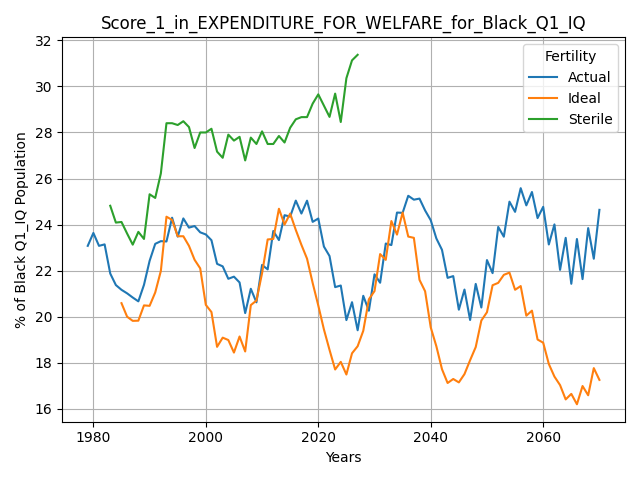 Score_1_in_EXPENDITURE_FOR_WELFARE_for_Black_Q1_IQ
% of Black Q1_IQ Population
32
30
28
26
24
22
20
18
16
Fertility
Actual
Ideal
Sterile
1980 2000 2020 2040 2060
Years